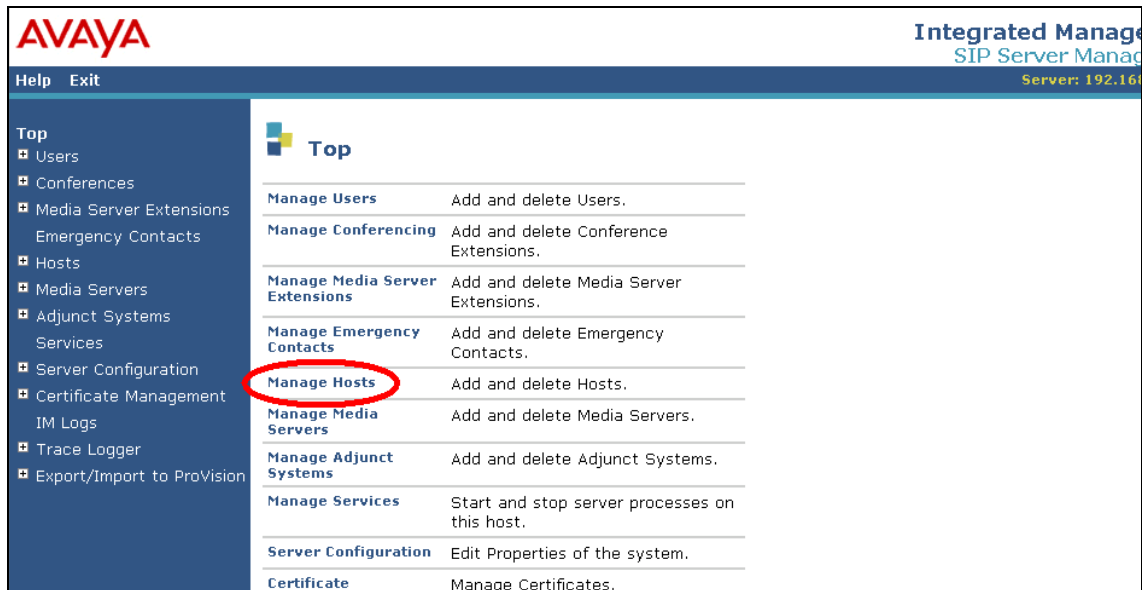 AVAYA
Integrated Manage
SIP Server Manag
Help Exit
Server: 192.16
Top
Users
Conferences
Media Server Extensions
Emergency Contacts
Hosts
Media Servers
Adjunct Systems
Services
Server Configuration
Certificate Management
IM Logs
Trace Logger
Export/Import to ProVision
Top
Manage Users Add and delete Users.
Manage Conferencing Add and delete Conference
Extensions.
Manage Media Server Add and delete Media Server
Extensions Extensions.
Manage Emergency Add and delete Emergency
Contacts Contacts.
Manage Hosts Add and delete Hosts.
Manage Media Add and delete Media Servers.
Servers
Manage Adjunct Add and delete Adjunct Systems.
Systems
Manage Services Start and stop server processes on
this host.
Server Configuration Edit Properties of the system.
Certificate Manage Certificates.